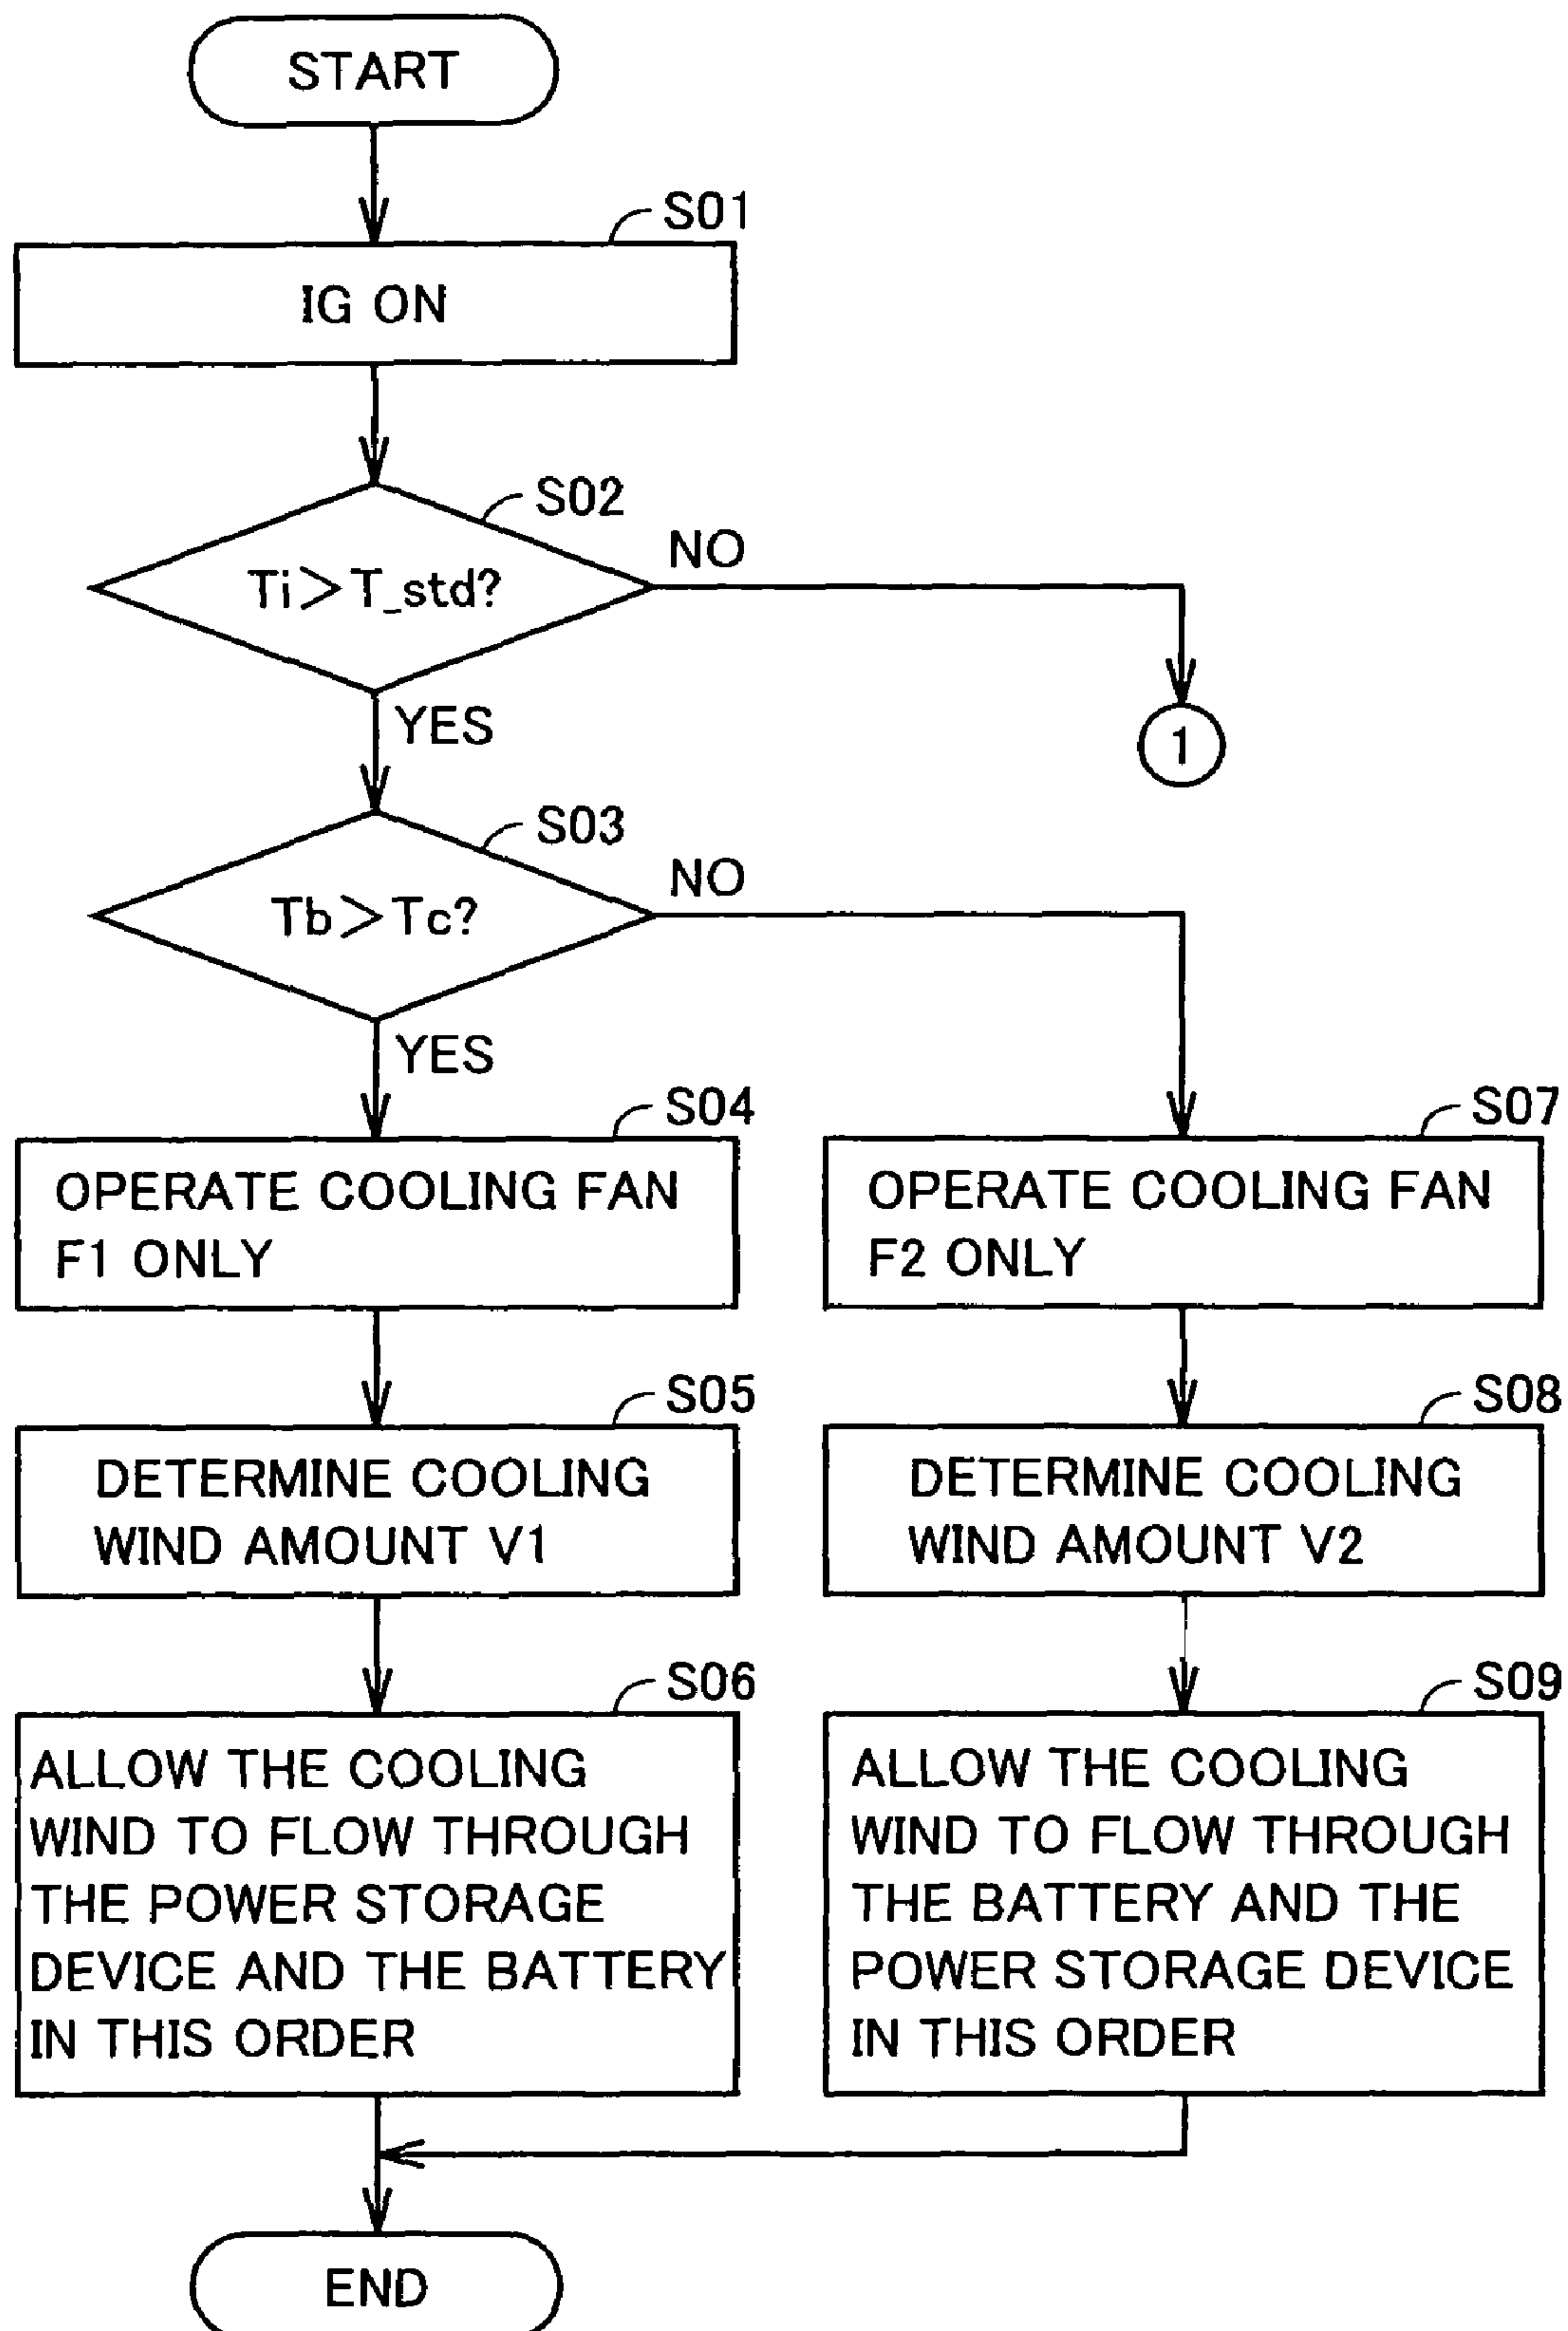 START
S01
IG ON
S02
Ti＞T_std?
NO
YES
1
S03
Tb＞Tc?
NO
YES
S04
OPERATE COOLING FAN
F1 ONLY
S07
OPERATE COOLING FAN
F2 ONLY
S05
DETERMINE COOLING
WIND AMOUNT V1
S08
DETERMINE COOLING
WIND AMOUNT V2
S06
ALLOW THE COOLING
WIND TO FLOW THROUGH
THE POWER STORAGE
DEVICE AND THE BATTERY
IN THIS ORDER
S09
ALLOW THE COOLING
WIND TO FLOW THROUGH
THE BATTERY AND THE
POWER STORAGE DEVICE
IN THIS ORDER
END